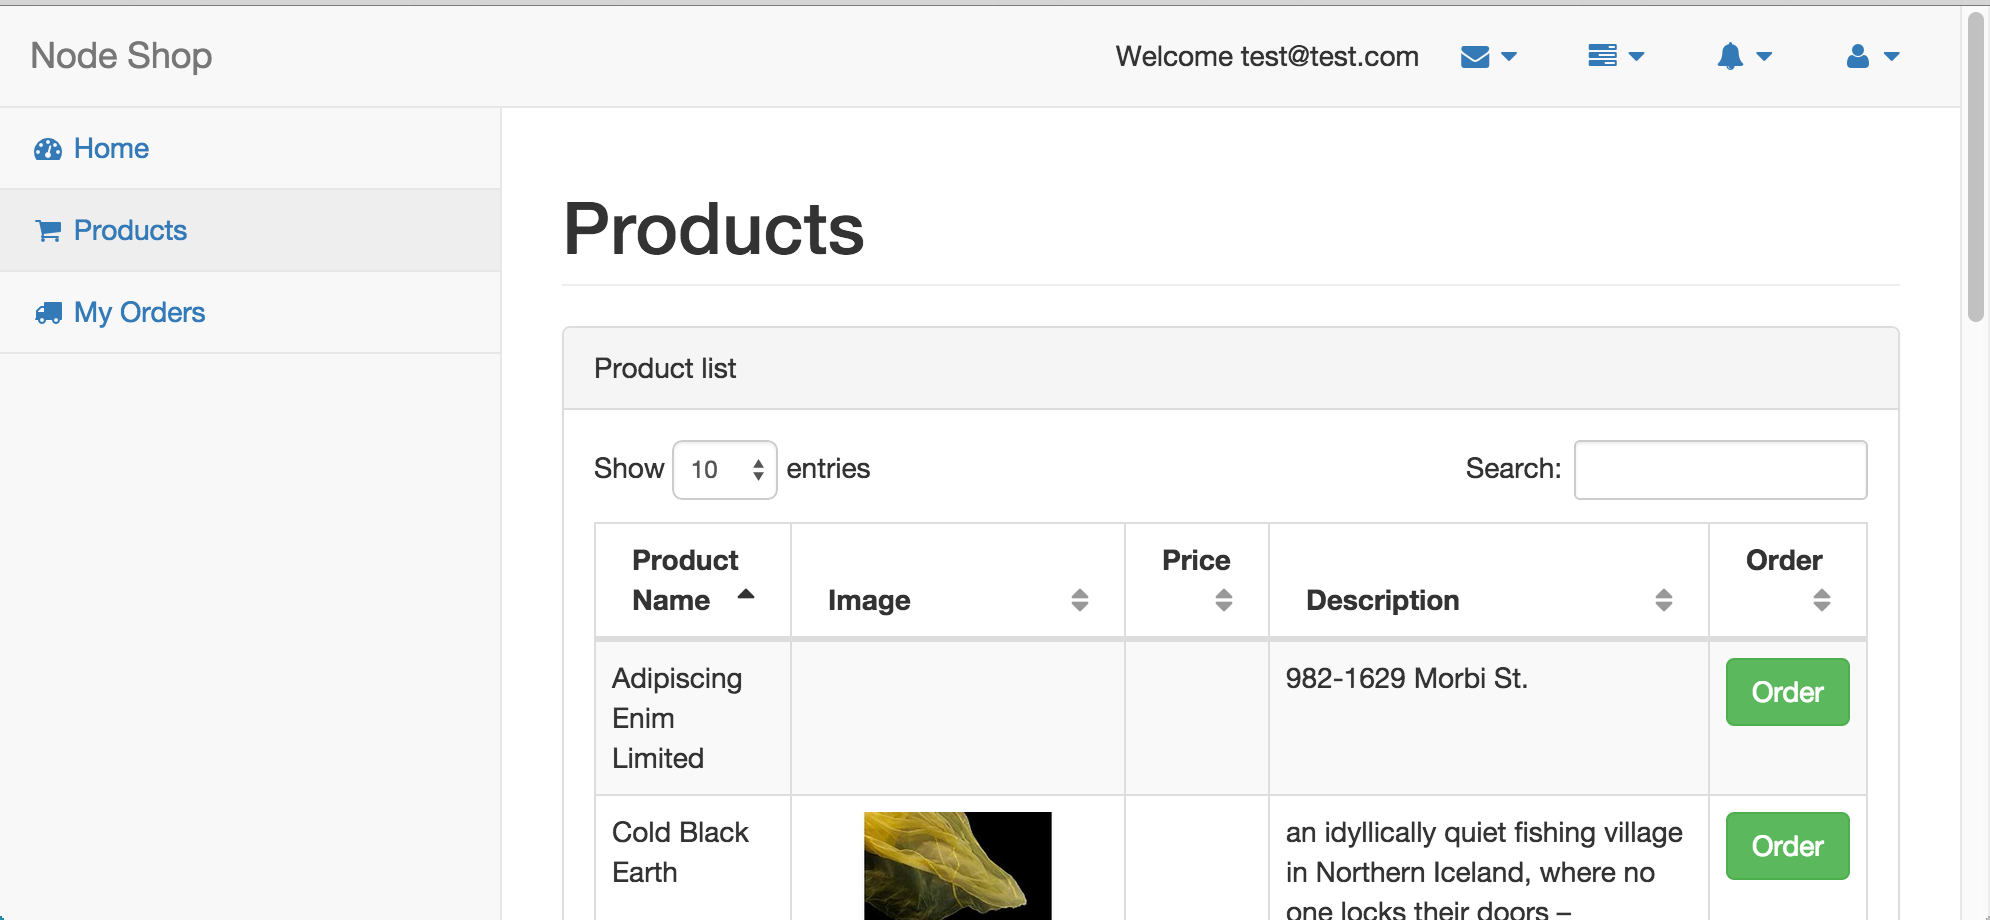 Node Shop
Welcome test@test.com
Home
Products
My Orders
Products
Product list
Show 10 entries
Search:
Product
Name
Image
Price
Description
Order
Adipiscing
Enim
Limited
982-1629 Morbi St.
Order
Cold Black
Earth
an idyllically quiet fishing village
in Northern Iceland, where no
one locks their doors –
Order